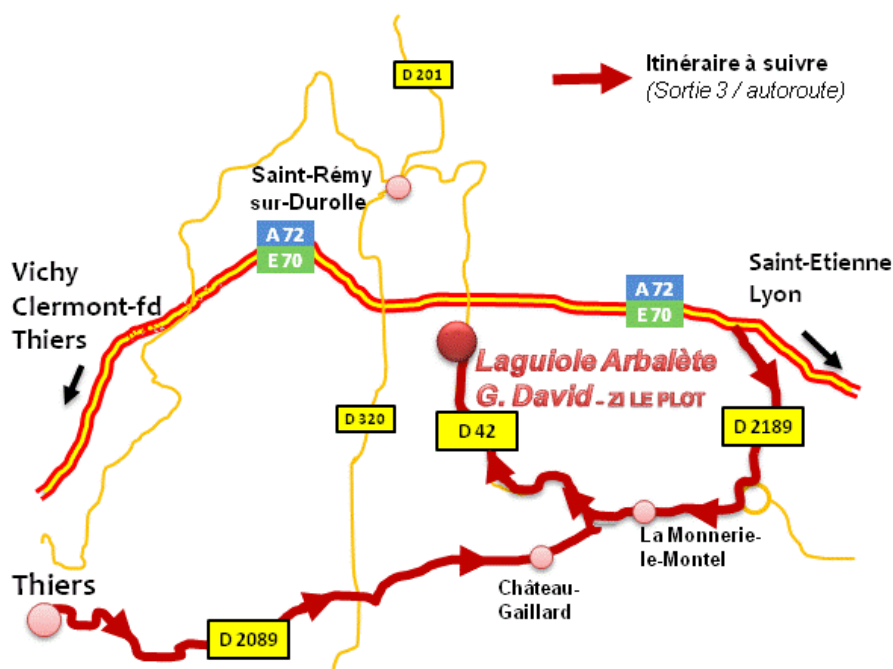 D 201
Itinéraire à suivre
(Sortie 3 / autoroute)
Saint-Rémy
sur-Durolle
A 72
E 70
Vichy
Clermont-fd
Thiers
Saint-Etienne
Lyon
A 72
E 70
Laguiole Arbalète
G. David - ZI LE PLOT
D 320
D 42
D 2189
La Monnerie-
le-Montel
Château-
Gaillard
Thiers
D 2089